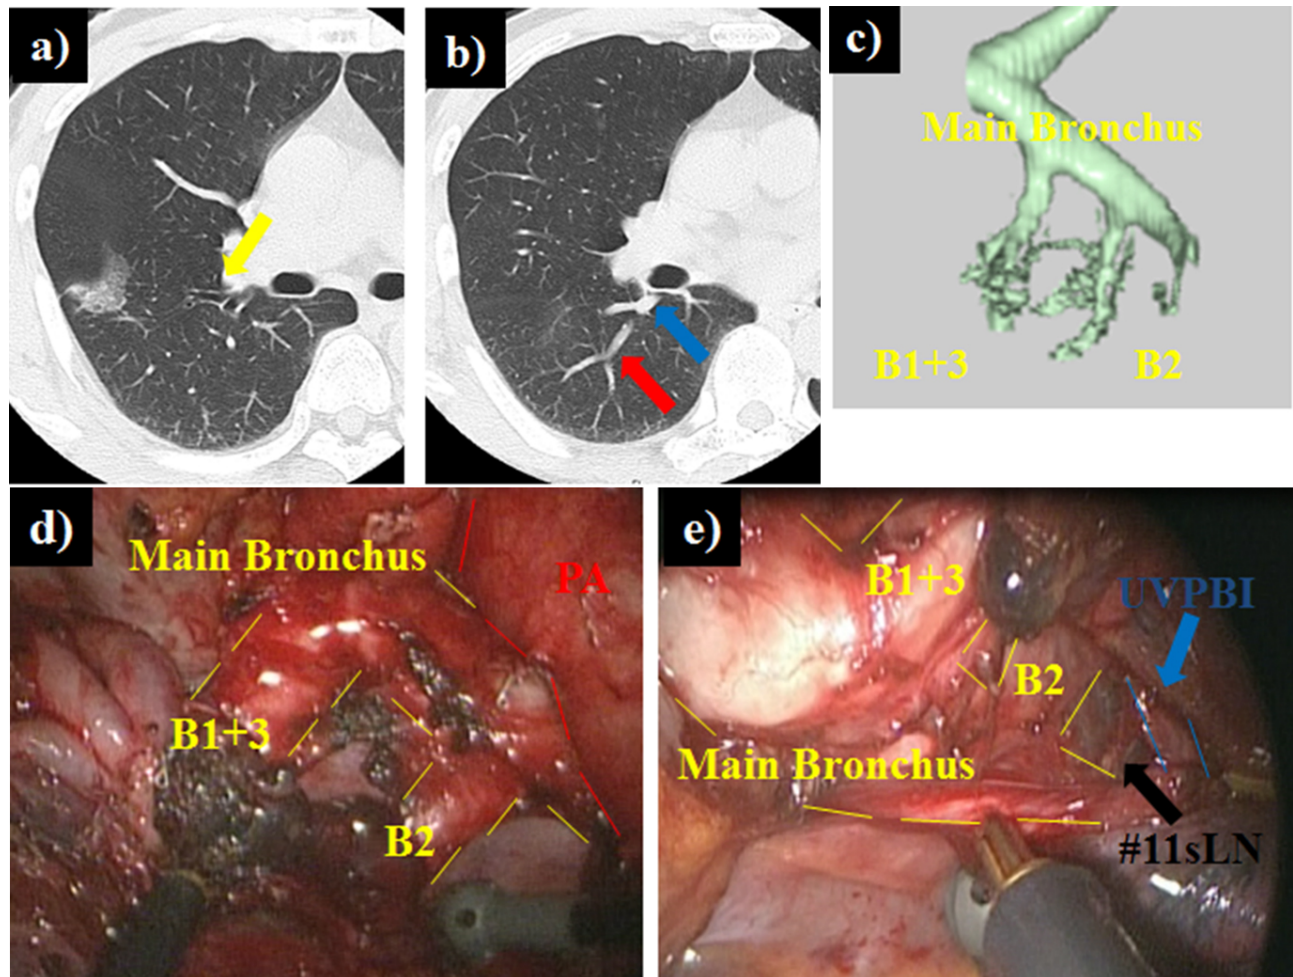 a)
b)
c)
Main Bronchus
B1+3
B2
d)
Main Bronchus
PA
B1+3
B2
e)
B1+3
UVPBI
B2
Main Bronchus
#11sLN